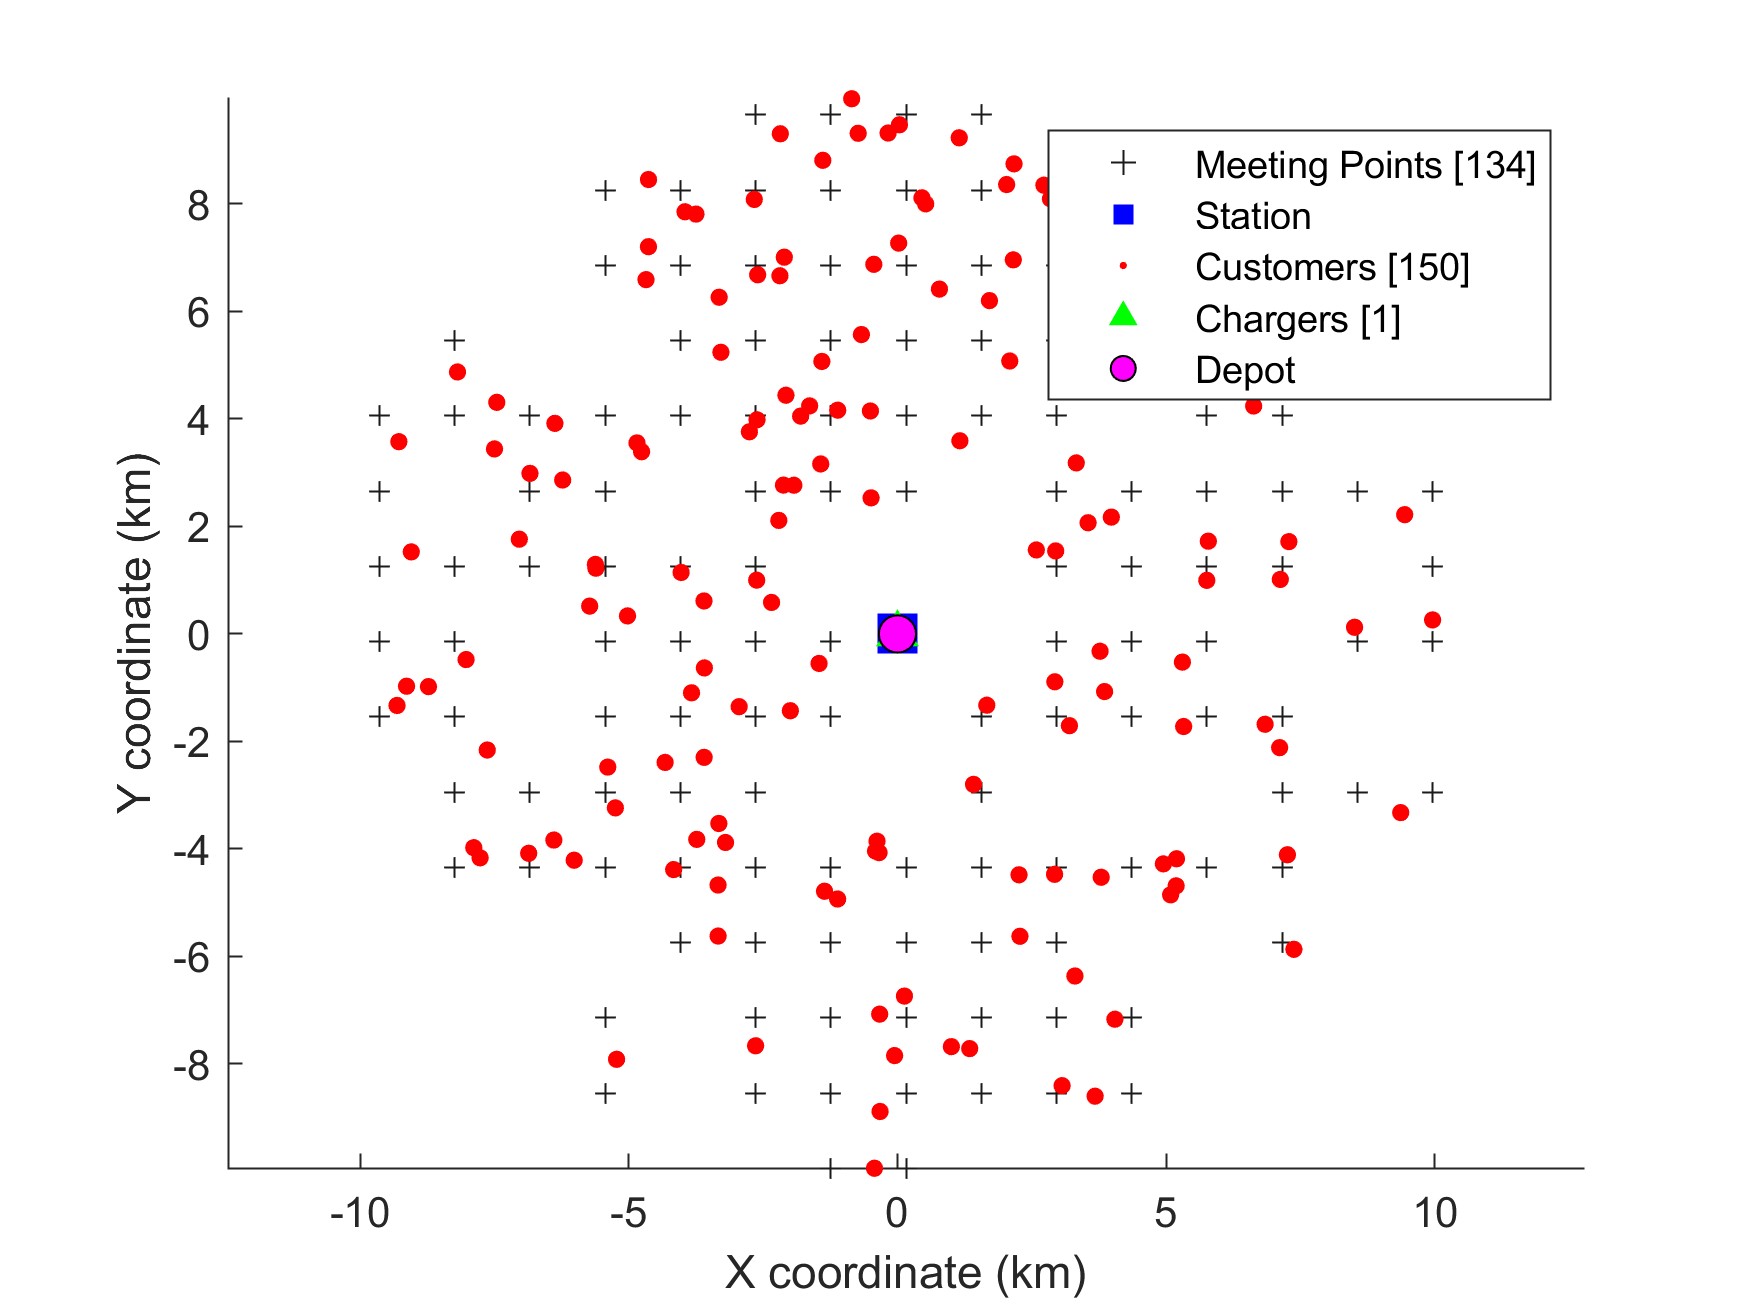 Meeting Points [134]
Station
Customers [150]
Chargers [1]
Depot
8
6
4
2
0
-2
-4
-6
-8
Y coordinate (km)
-10 -5 0 5 10
X coordinate (km)